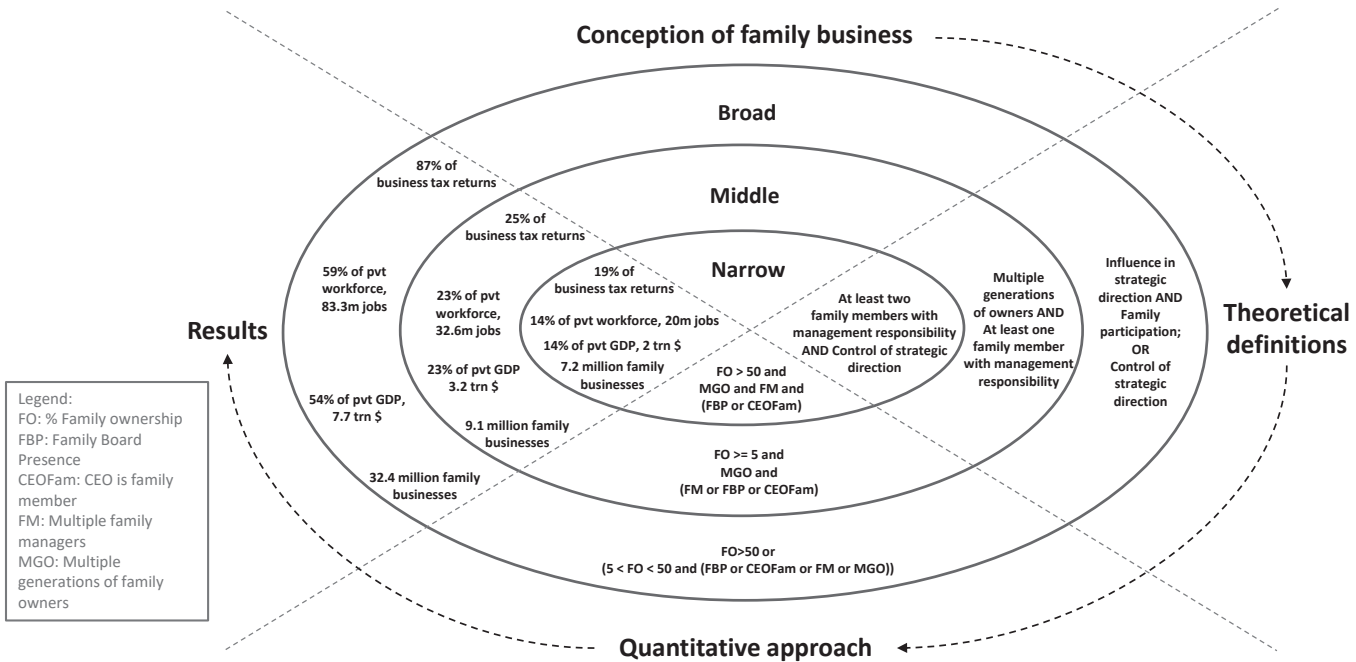 Conception of family business
Broad
87% of
business tax returns
Middle
25% of
business tax returns
Narrow
19% of
business tax returns
59% of pvt
workforce,
83.3m jobs
23% of pvt
workforce,
32.6m jobs
14% of pvt workforce, 20m jobs
14% of pvt GDP, 2 trn $
7.2 million family
businesses
At least two
family members with
management responsibility
AND Control of strategic
direction
Multiple
generations
of owners AND
At least one
family member
with management
responsibility
Influence in
strategic
direction AND
Family
participation;
OR
Control of
strategic
direction
Results
Theoretical
definitions
23% of pvt GDP
3.2 trn $
54% of pvt GDP,
7.7 trn $
FO > 50 and
MGO and FM and
(FBP or CEOFam)
9.1 million family
businesses
32.4 million family
businesses
FO >= 5 and
MGO and
(FM or FBP or CEOFam)
FO>50 or
(5 < FO < 50 and (FBP or CEOFam or FM or MGO))
Legend:
FO: % Family ownership
FBP: Family Board
Presence
CEOFam: CEO is family
member
FM: Multiple family
managers
MGO: Multiple
generations of family
owners
Quantitative approach